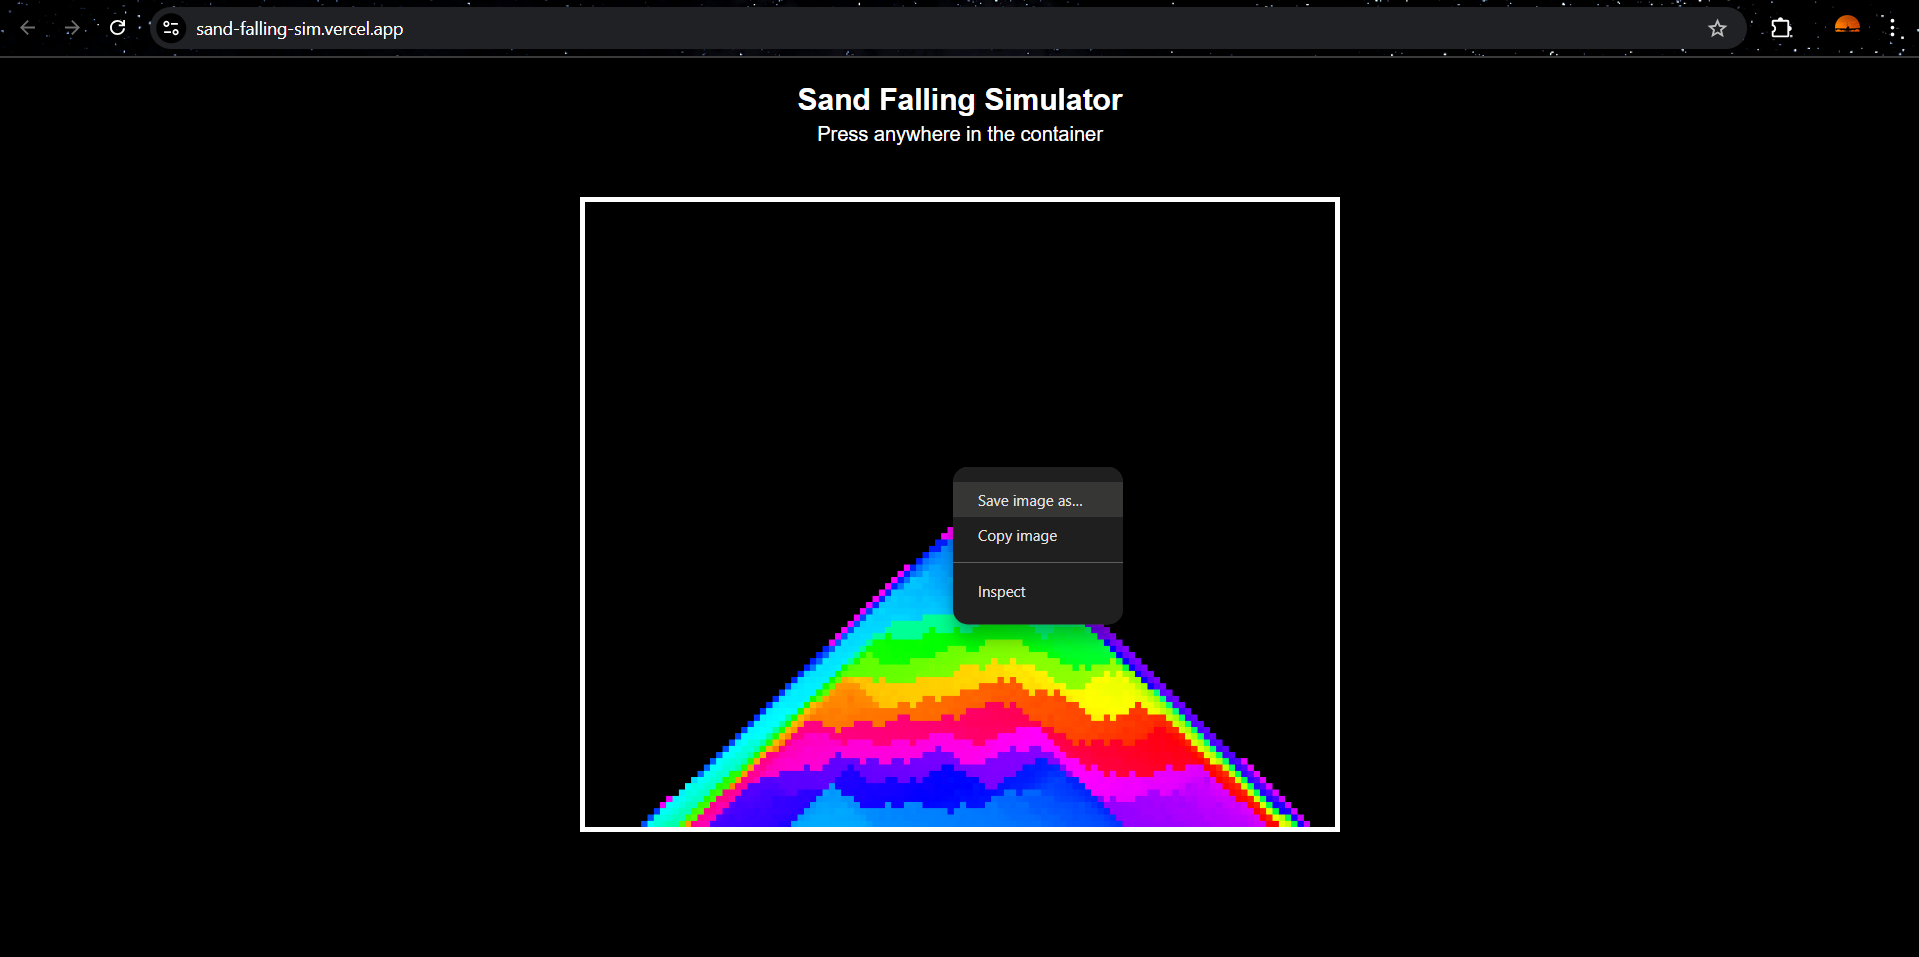 sand-falling-sim.vercel.app
Sand Falling Simulator
Press anywhere in the container
Save image as...
Copy image
Inspect